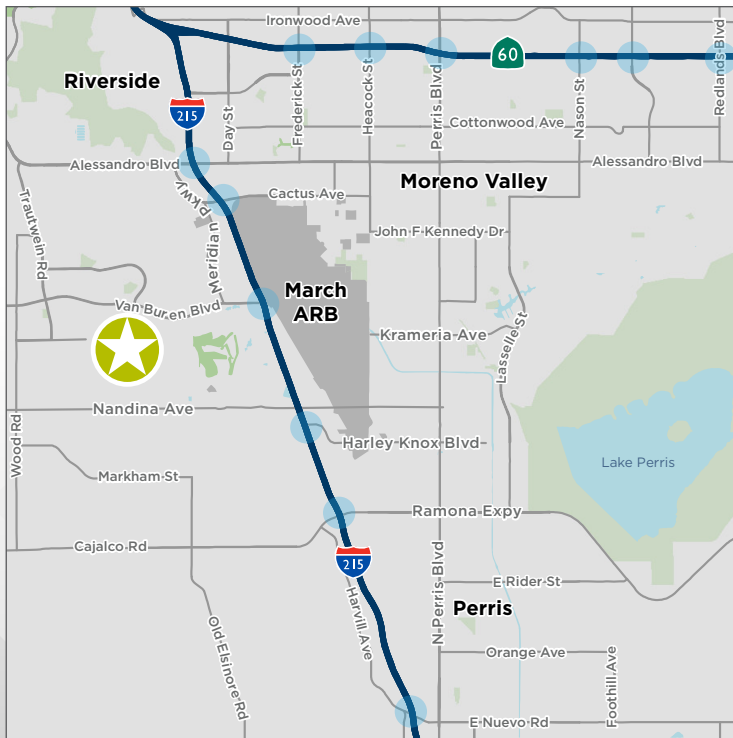 Ironwood Ave
Redlands Blvd
60
Riverside
215
Day St
Frederick St
Heacock St
Perris Blvd
Nason St
Cottonwood Ave
Alessandro Blvd
Alessandro Blvd
Moreno Valley
Cactus Ave
Trautwein Rd
Meridian Pkwy
John F Kennedy Dr
March
ARB
Van Buren Blvd
Krameria Ave
Lasselle St
Nandina Ave
Wood Rd
Harley Knox Blvd
Lake Perris
Markham St
Ramona Expy
Cajalco Rd
215
N Perris Blvd
E Rider St
Perris
Harvill Ave
Old Elsinore Rd
Orange Ave
Foothill Ave
E Nuevo Rd